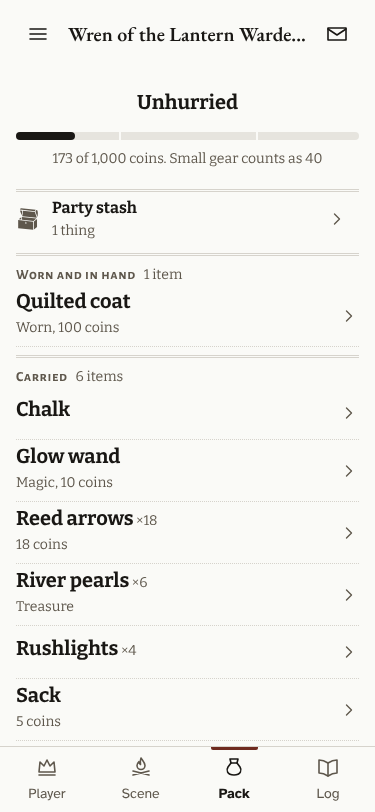 Wren of the Lantern Warde...
Unhurried
173 of 1,000 coins. Small gear counts as 40
Party stash
1 thing
Worn and in hand 1 item
Quilted coat
Worn, 100 coins
Carried 6 items
Chalk
Glow wand
Magic, 10 coins
Reed arrows ×18
18 coins
River pearls ×6
Treasure
Rushlights ×4
Sack
5 coins
Player Scene Pack Log